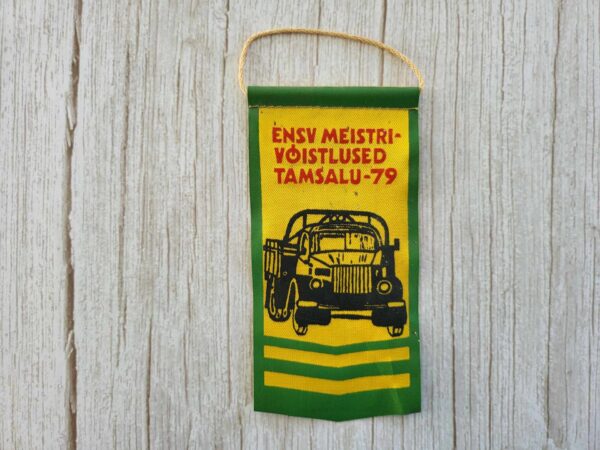 ENSV MEISTRI-
VÕISTLUSED
TAMSALU-79